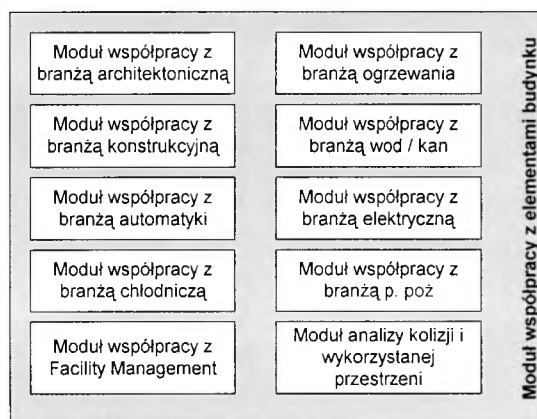 Moduł współpracy z
branżą architektoniczną
Moduł współpracy z
branżą ogrzewania
Moduł współpracy z
branżą konstrukcyjną
Moduł współpracy z
branżą wod / kan
Moduł współpracy z
branżą automatyki
Moduł współpracy z
branżą elektryczną
Moduł współpracy z
branżą chłodniczą
Moduł współpracy z
branżą p. poż
Moduł współpracy z
Facility Management
Moduł analizy kolizji i
wykorzystanej
przestrzeni
Moduł współpracy z elementami budynku